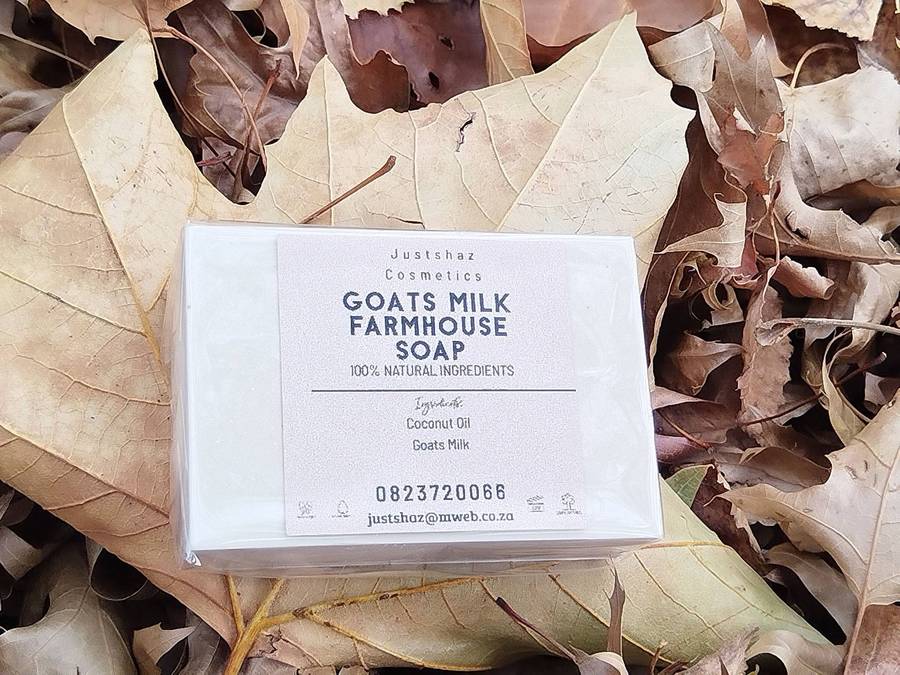 Justshaz
Cosmetics
GOATS MILK
FARMHOUSE
SOAP
100% NATURAL INGREDIENTS
Ingredients:
Coconut Oil
Goats Milk
0823720066
justshaz@mweb.co.za